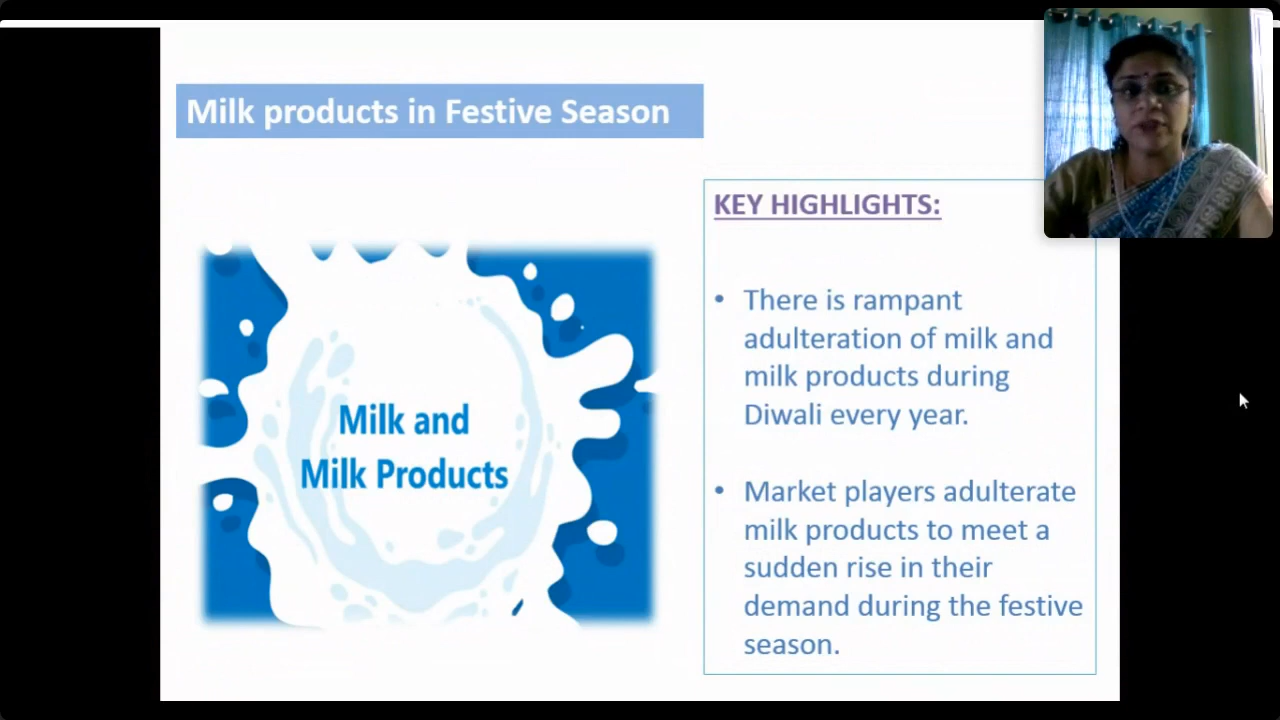 Milk products in Festive Season
Milk and
Milk Products
KEY HIGHLIGHTS:
• There is rampant
adulteration of milk and
milk products during
Diwali every year.
• Market players adulterate
milk products to meet a
sudden rise in their
demand during the festive
season.